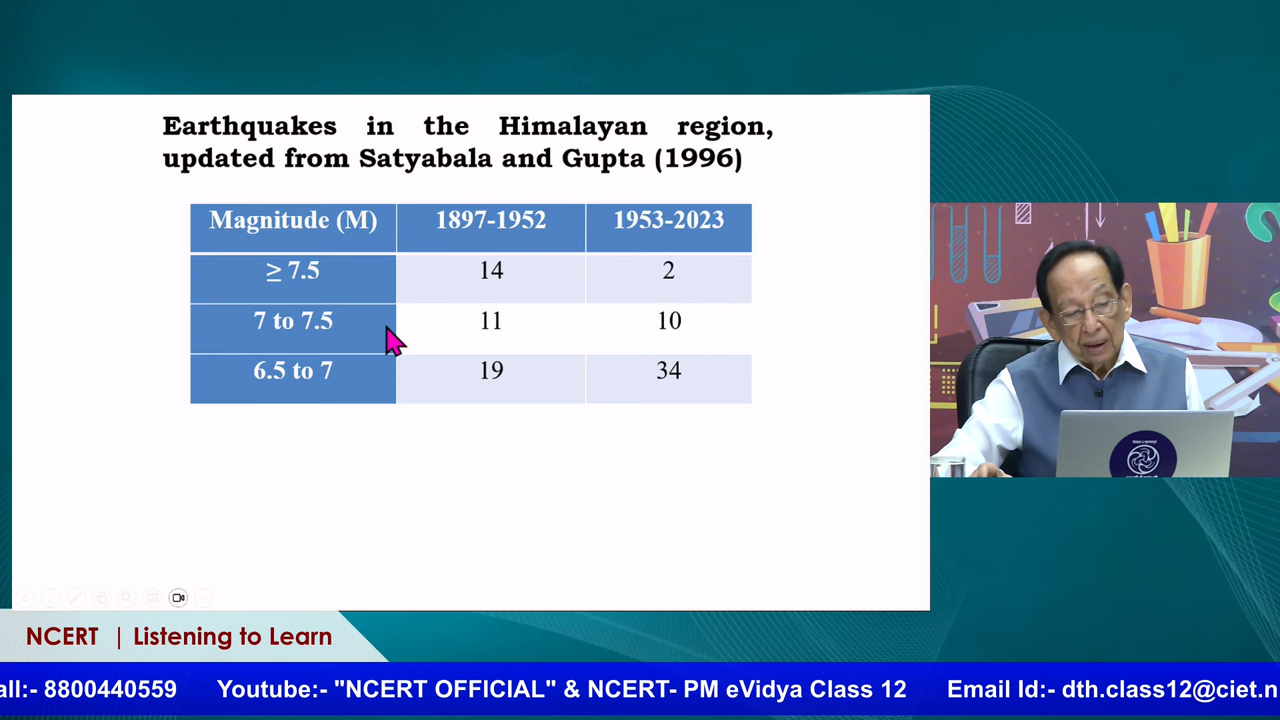 Earthquakes in the Himalayan region,
updated from Satyabala and Gupta (1996)
Magnitude (M) 1897-1952 1953-2023
≥ 7.5 14 2
7 to 7.5 11 10
6.5 to 7 19 34
NCERT | Listening to Learn
all:- 8800440559 Youtube:- "NCERT OFFICIAL" & NCERT- PM eVidya Class 12 Email Id:- dth.class12@ciet.n